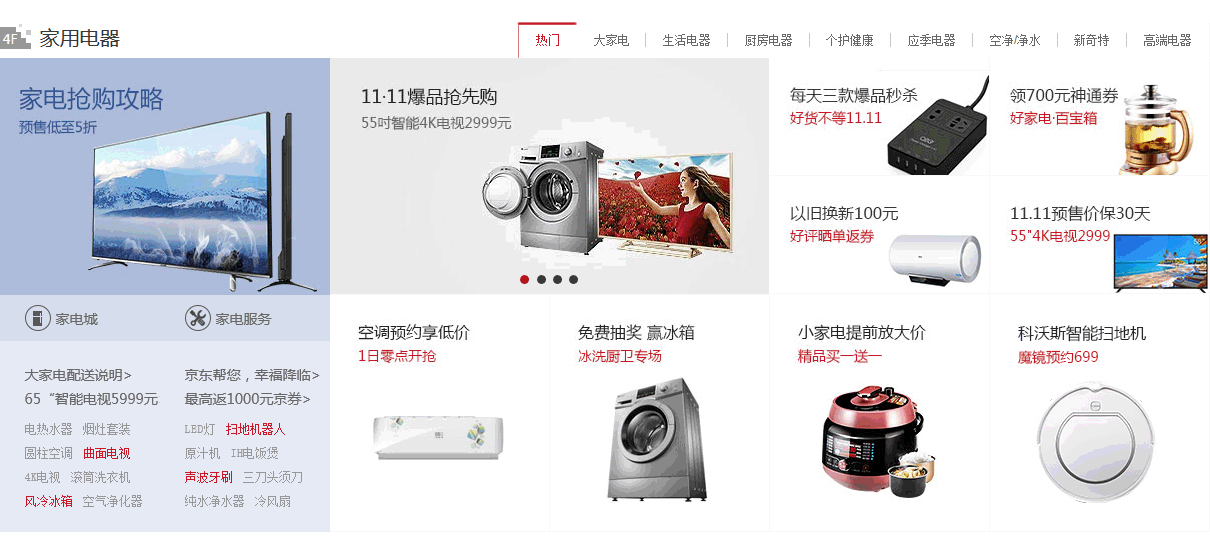 4F 家用电器
热门 大家电 生活电器 厨房电器 个护健康 应季电器 空净/净水 新奇特 高端电器
家电抢购攻略
预售低至5折
家电城 家电服务
大家电配送说明>
京东帮您，幸福降临>
65“智能电视5999元
最高返1000元京券>
电热水器 烟灶套装
LED灯 扫地机器人
圆柱空调 曲面电视
原汁机 IH电饭煲
4K电视 滚筒洗衣机
声波牙刷 三刀头须刀
风冷冰箱 空气净化器
纯水净水器 冷风扇
11·11爆品抢先购
55吋智能4K电视2999元
每天三款爆品秒杀
好货不等11.11
领700元神通券
好家电·百宝箱
以旧换新100元
好评晒单返券
11.11预售价保30天
55"4K电视2999
空调预约享低价
1日零点开抢
免费抽奖 赢冰箱
冰洗厨卫专场
小家电提前放大价
精品买一送一
科沃斯智能扫地机
魔镜预约699